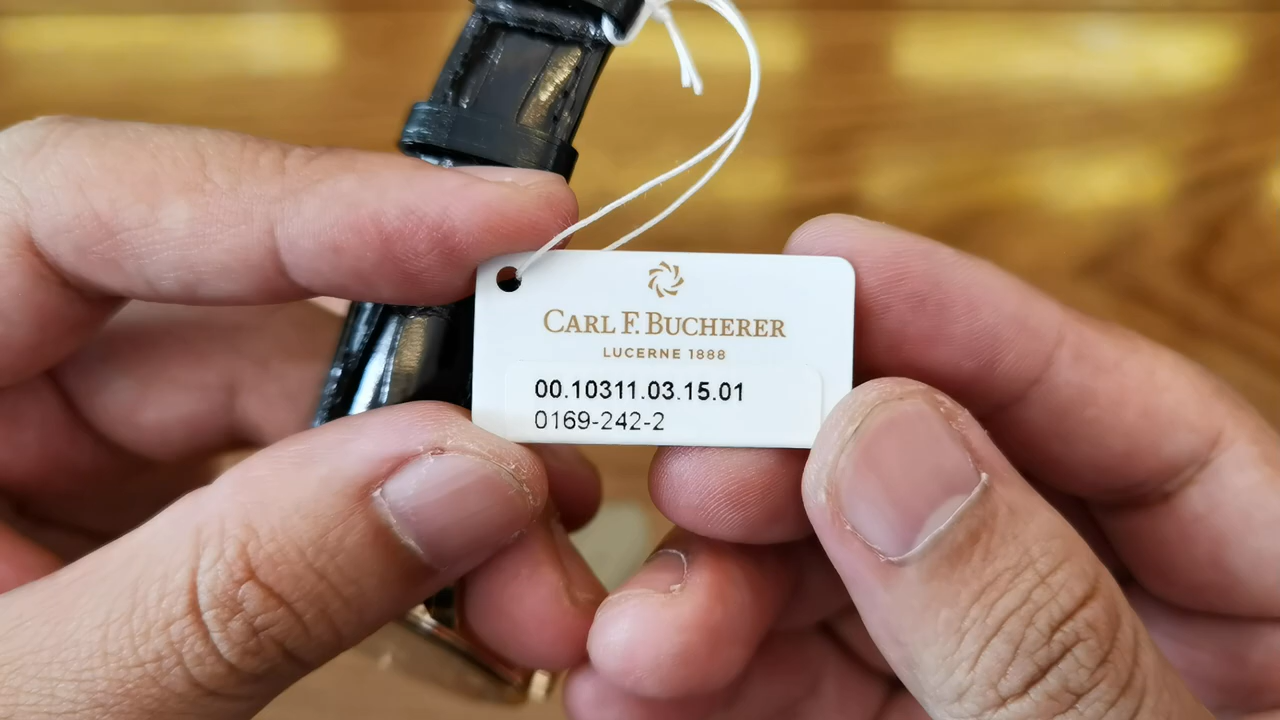 CARL F. BUCHERER
LUCERNE 1888
00.10311.03.15.01
0169-242-2